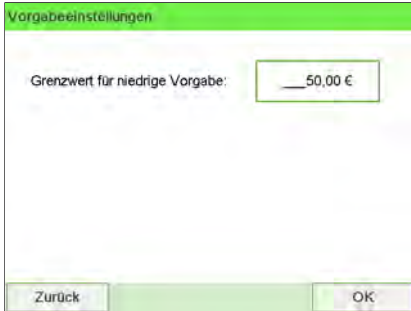 Vorgabeeinstellungen
Grenzwert für niedrige Vorgabe: ___50,00 €
Zurück OK